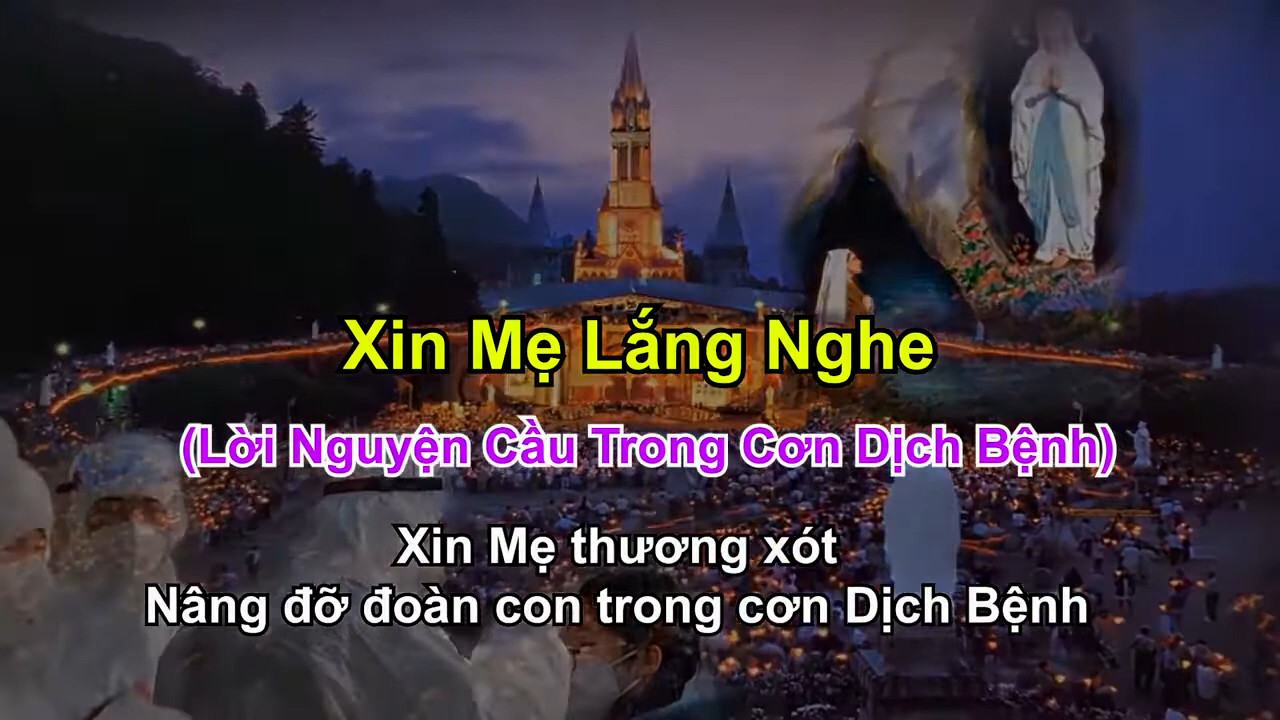 Xin Mẹ Lắng Nghe
(Lời Nguyện Cầu Trong Cơn Dịch Bệnh)
Xin Mẹ thương xót
Nâng đỡ đoàn con trong cơn Dịch Bệnh